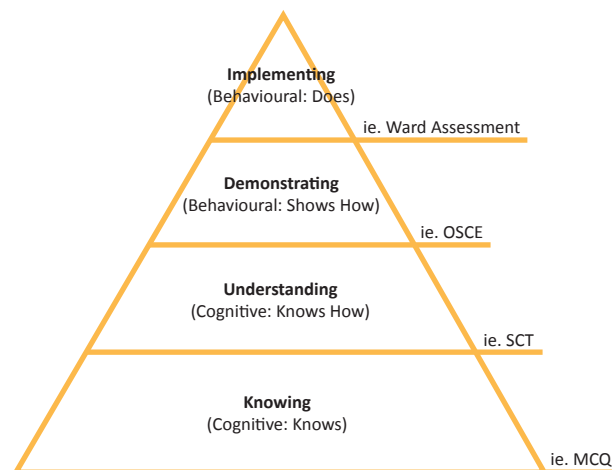 Implementing
(Behavioural: Does)
ie. Ward Assessment
Demonstrating
(Behavioural: Shows How)
ie. OSCE
Understanding
(Cognitive: Knows How)
ie. SCT
Knowing
(Cognitive: Knows)
ie. MCQ